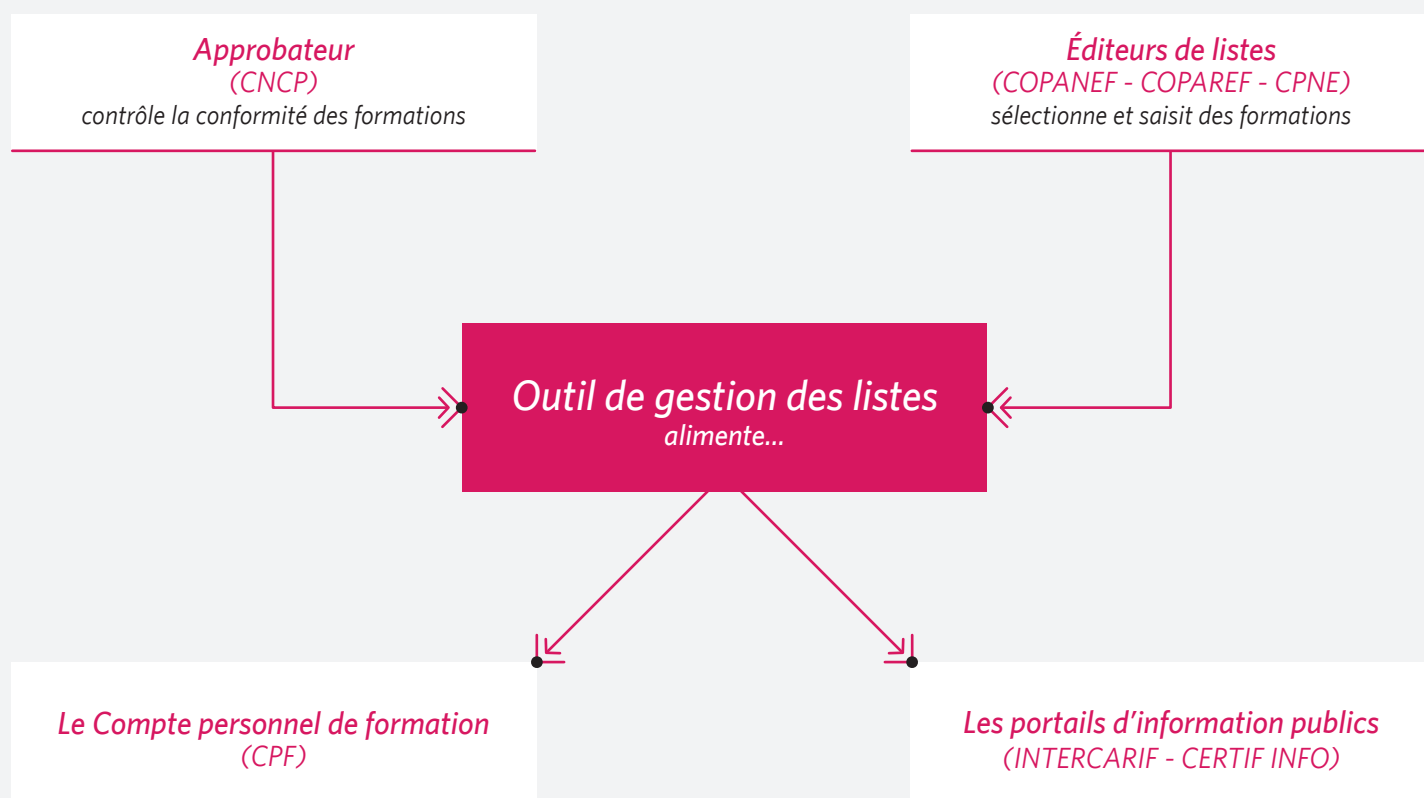 Approbateur
(CNCP)
contrôle la conformité des formations
Éditeurs de listes
(COPANEF - COPAREF - CPNE)
sélectionne et saisit des formations
Outil de gestion des listes
alimente...
Le Compte personnel de formation
(CPF)
Les portails d’information publics
(INTERCARIF - CERTIF INFO)